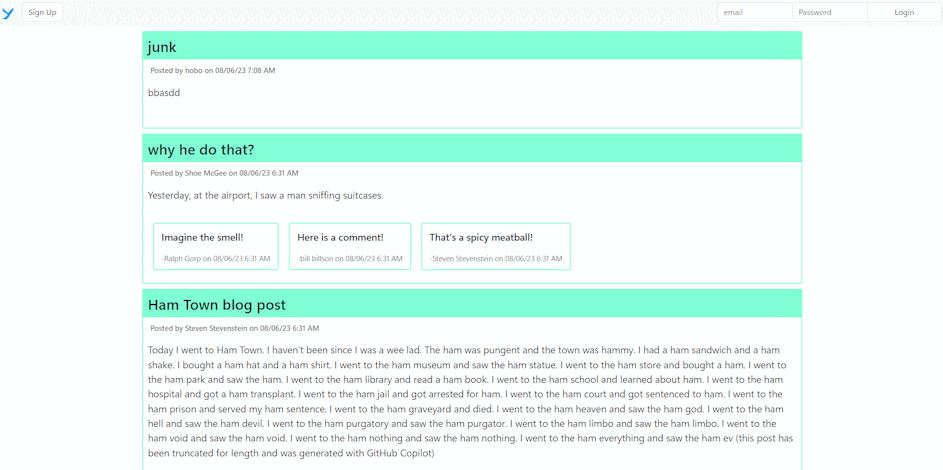 Sign Up
email
Password
Login
junk
Posted by hobo on 08/06/23 7:08 AM
bbasdd
why he do that?
Posted by Shoe McGee on 08/06/23 6:31 AM
Yesterday, at the airport, I saw a man sniffing suitcases.
Imagine the smell!
-Ralph Gorp on 08/06/23 6:31 AM
Here is a comment!
-bill billson on 08/06/23 6:31 AM
That's a spicy meatball!
-Steven Stevenstein on 08/06/23 6:31 AM
Ham Town blog post
Posted by Steven Stevenstein on 08/06/23 6:31 AM
Today I went to Ham Town. I haven't been since I was a wee lad. The ham was pungent and the town was hammy. I had a ham sandwich and a ham
shake. I bought a ham hat and a ham shirt. I went to the ham museum and saw the ham statue. I went to the ham store and bought a ham. I went to
the ham park and saw the ham. I went to the ham library and read a ham book. I went to the ham school and learned about ham. I went to the ham
hospital and got a ham transplant. I went to the ham jail and got arrested for ham. I went to the ham court and got sentenced to ham. I went to the
ham prison and served my ham sentence. I went to the ham graveyard and died. I went to the ham heaven and saw the ham god. I went to the ham
hell and saw the ham devil. I went to the ham purgatory and saw the ham purgator. I went to the ham limbo and saw the ham limbo. I went to the
ham void and saw the ham void. I went to the ham nothing and saw the ham nothing. I went to the ham everything and saw the ham ev (this post has
been truncated for length and was generated with GitHub Copilot)